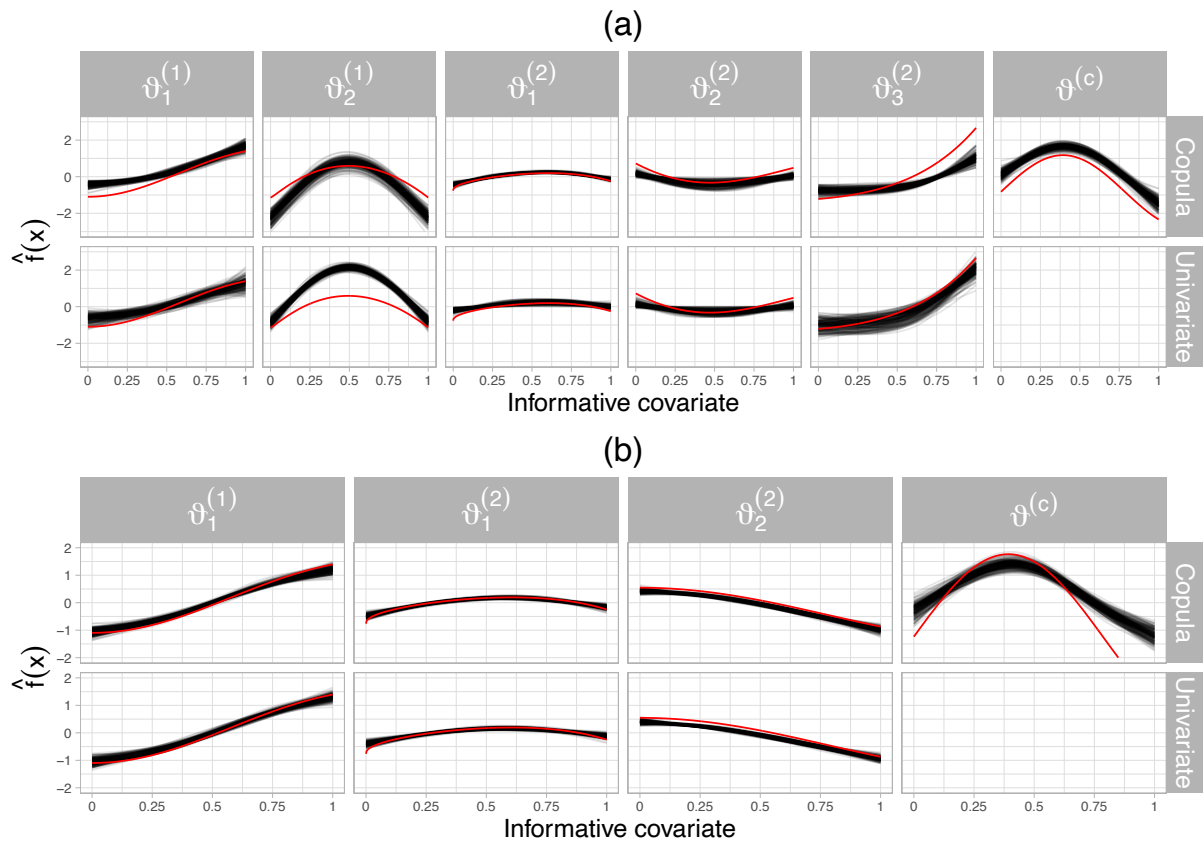 (a)
ϑ₁⁽¹⁾ ϑ₂⁽¹⁾ ϑ₁⁽²⁾ ϑ₂⁽²⁾ ϑ₃⁽²⁾ ϑ⁽ᶜ⁾
2
0
−2
Copula
2
0
−2
Univariate
f̂(x)
0 0.25 0.5 0.75 1 0 0.25 0.5 0.75 1 0 0.25 0.5 0.75 1 0 0.25 0.5 0.75 1 0 0.25 0.5 0.75 1 0 0.25 0.5 0.75 1
Informative covariate
(b)
ϑ₁⁽¹⁾ ϑ₁⁽²⁾ ϑ₂⁽²⁾ ϑ⁽ᶜ⁾
2
1
0
−1
−2
Copula
2
1
0
−1
−2
Univariate
f̂(x)
0 0.25 0.5 0.75 1 0 0.25 0.5 0.75 1 0 0.25 0.5 0.75 1 0 0.25 0.5 0.75 1
Informative covariate